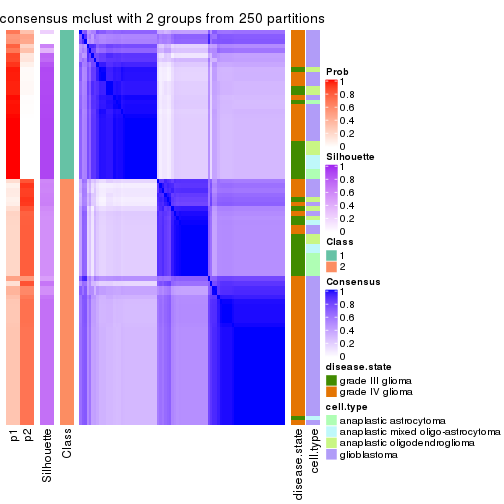 consensus mclust with 2 groups from 250 partitions
Prob
1
0.8
0.6
0.4
0.2
0
Silhouette
1
0.8
0.6
0.4
0.2
0
Class
1
2
Consensus
1
0.8
0.6
0.4
0.2
0
disease.state
grade III glioma
grade IV glioma
cell.type
anaplastic astrocytoma
anaplastic mixed oligo-astrocytoma
anaplastic oligodendroglioma
glioblastoma
p1
p2
Silhouette
Class
disease.state
cell.type